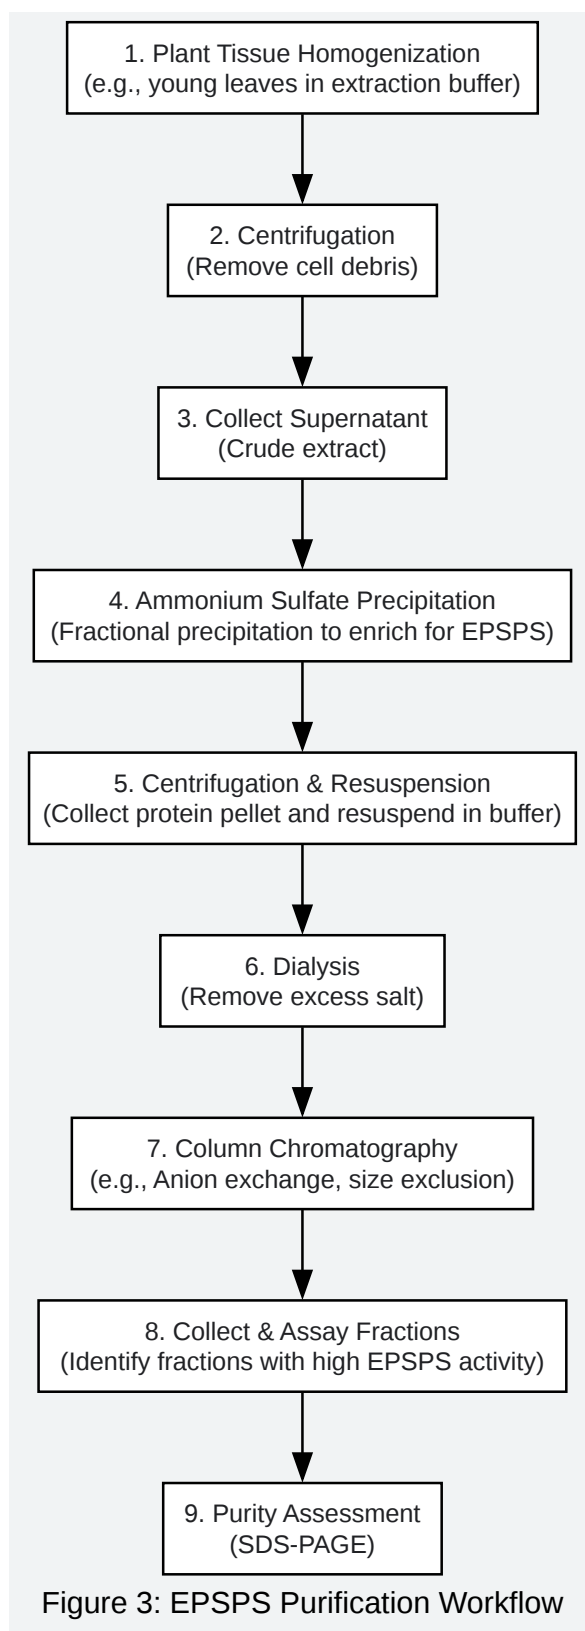 1. Plant Tissue Homogenization
(e.g., young leaves in extraction buffer)
2. Centrifugation
(Remove cell debris)
3. Collect Supernatant
(Crude extract)
4. Ammonium Sulfate Precipitation
(Fractional precipitation to enrich for EPSPS)
5. Centrifugation & Resuspension
(Collect protein pellet and resuspend in buffer)
6. Dialysis
(Remove excess salt)
7. Column Chromatography
(e.g., Anion exchange, size exclusion)
8. Collect & Assay Fractions
(Identify fractions with high EPSPS activity)
9. Purity Assessment
(SDS-PAGE)
Figure 3: EPSPS Purification Workflow